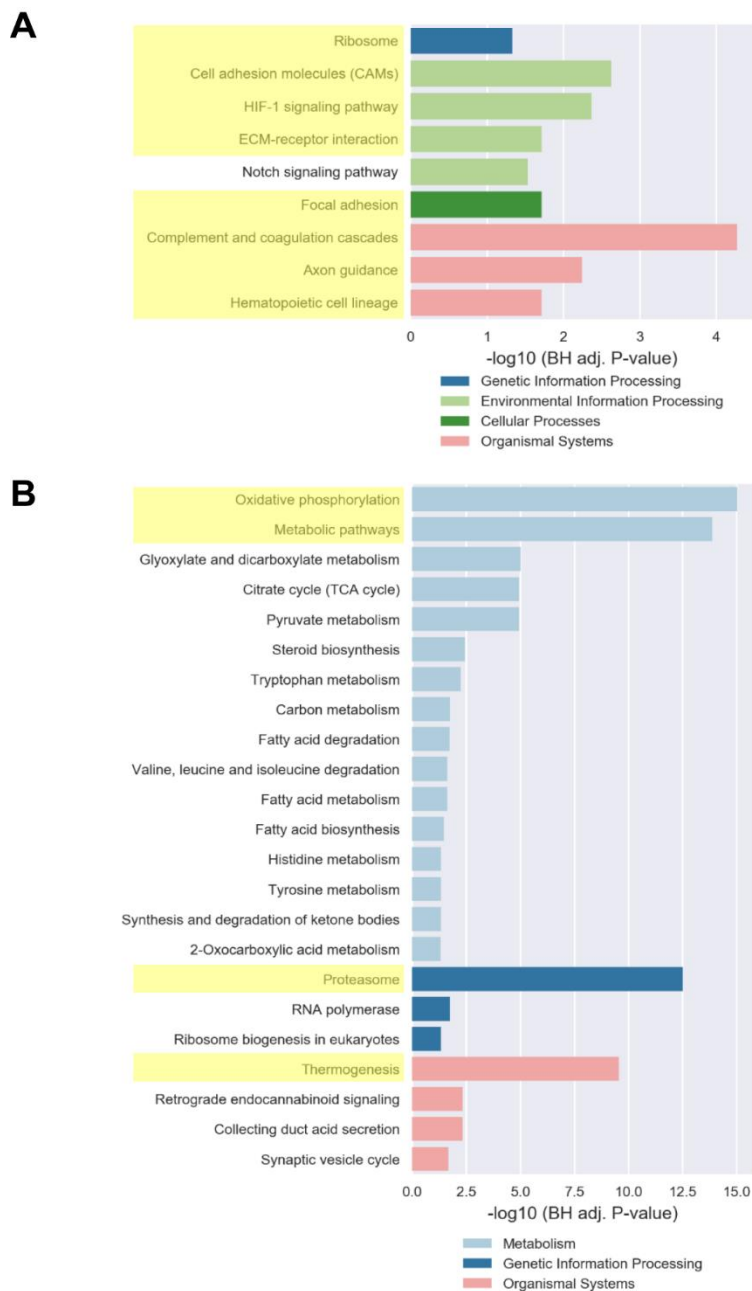 A
Ribosome
Cell adhesion molecules (CAMs)
HIF-1 signaling pathway
ECM-receptor interaction
Notch signaling pathway
Focal adhesion
Complement and coagulation cascades
Axon guidance
Hematopoietic cell lineage
0 1 2 3 4
-log10 (BH adj. P-value)
Genetic Information Processing
Environmental Information Processing
Cellular Processes
Organismal Systems
B
Oxidative phosphorylation
Metabolic pathways
Glyoxylate and dicarboxylate metabolism
Citrate cycle (TCA cycle)
Pyruvate metabolism
Steroid biosynthesis
Tryptophan metabolism
Carbon metabolism
Fatty acid degradation
Valine, leucine and isoleucine degradation
Fatty acid metabolism
Fatty acid biosynthesis
Histidine metabolism
Tyrosine metabolism
Synthesis and degradation of ketone bodies
2-Oxocarboxylic acid metabolism
Proteasome
RNA polymerase
Ribosome biogenesis in eukaryotes
Thermogenesis
Retrograde endocannabinoid signaling
Collecting duct acid secretion
Synaptic vesicle cycle
0.0 2.5 5.0 7.5 10.0 12.5 15.0
-log10 (BH adj. P-value)
Metabolism
Genetic Information Processing
Organismal Systems